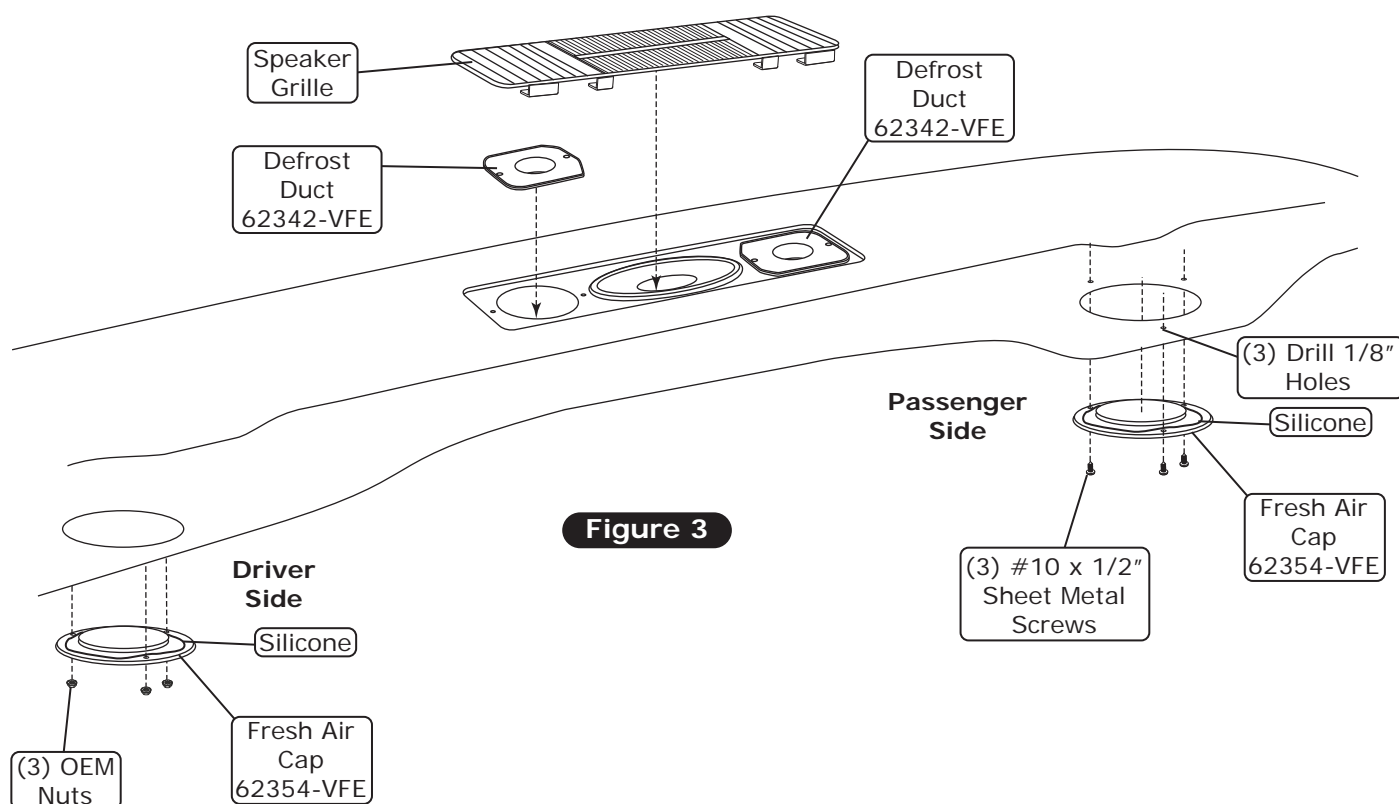 Speaker
Grille
Defrost
Duct
62342-VFE
Defrost
Duct
62342-VFE
(3) Drill 1/8″
Holes
Passenger
Side
Silicone
Figure 3
Fresh Air
Cap
62354-VFE
(3) #10 x 1/2″
Sheet Metal
Screws
Driver
Side
Silicone
Fresh Air
Cap
62354-VFE
(3) OEM
Nuts